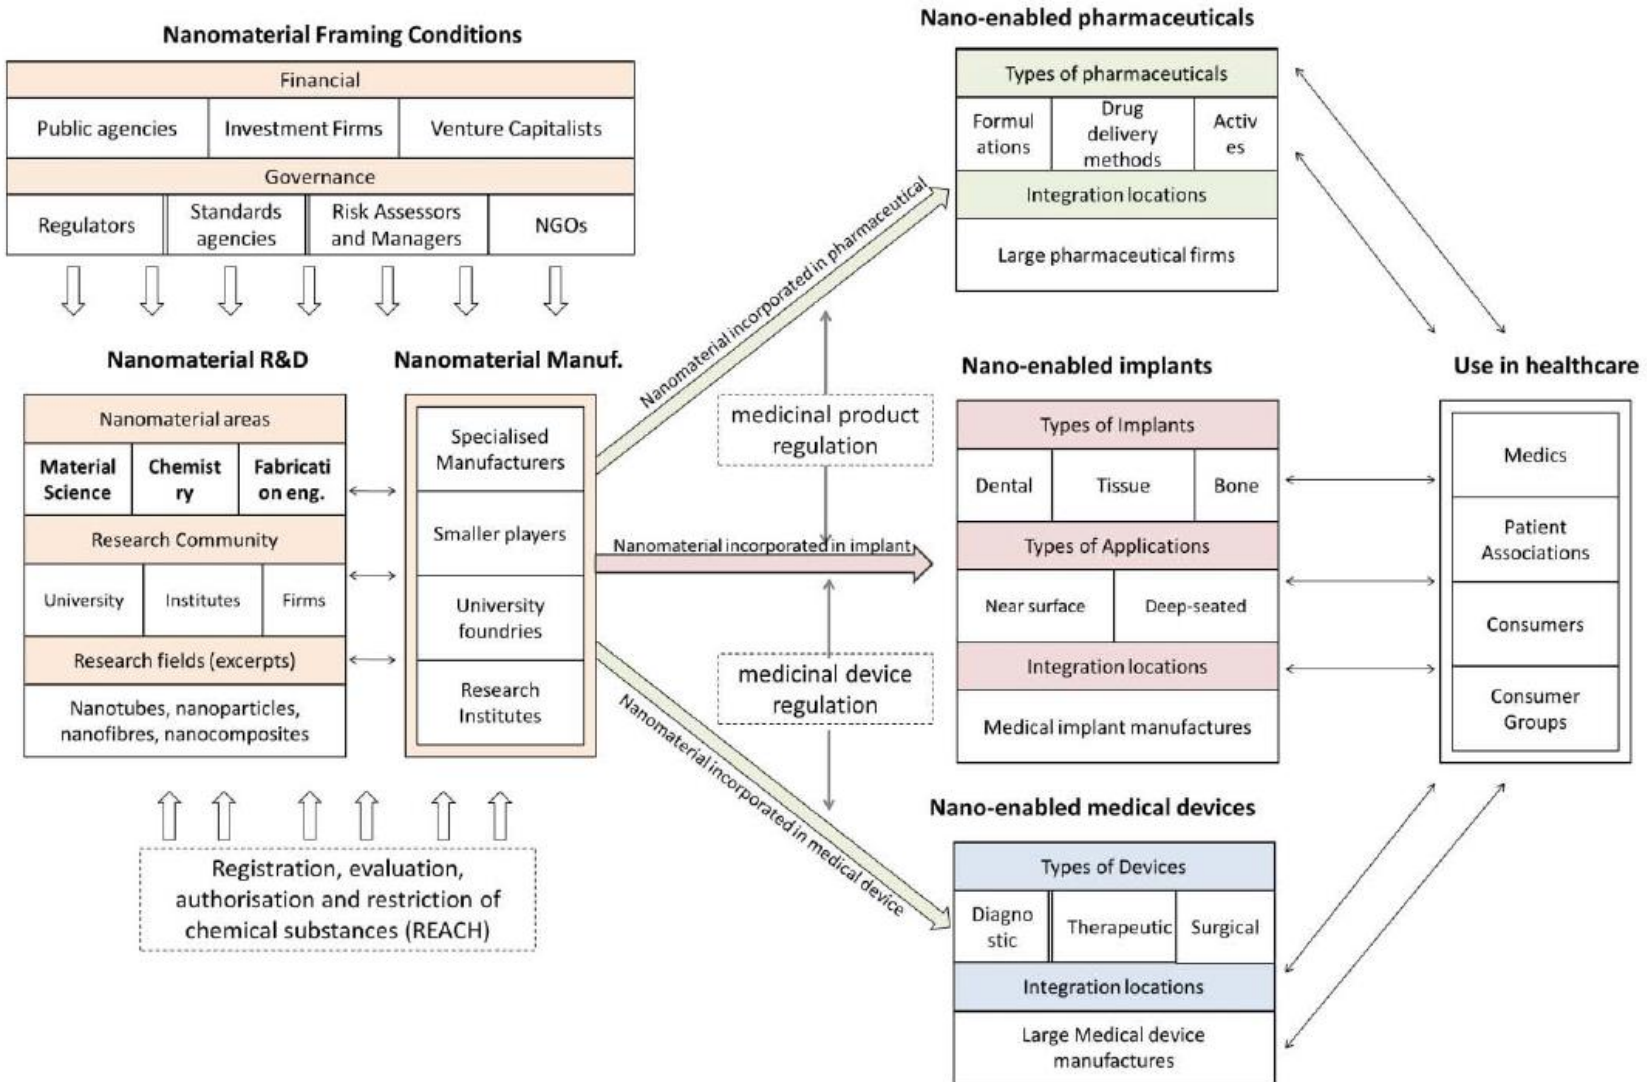 Nanomaterial Framing Conditions
Financial
Public agencies
Investment Firms
Venture Capitalists
Governance
Regulators
Standards
agencies
Risk Assessors
and Managers
NGOs
Nanomaterial R&D
Nanomaterial areas
Material
Science
Chemist
ry
Fabricati
on eng.
Research Community
University
Institutes
Firms
Research fields (excerpts)
Nanotubes, nanoparticles,
nanofibres, nanocomposites
Nanomaterial Manuf.
Specialised
Manufacturers
Smaller players
University
foundries
Research
Institutes
Registration, evaluation,
authorisation and restriction of
chemical substances (REACH)
Nanomaterial incorporated in pharmaceutical
medicinal product
regulation
Nanomaterial incorporated in implant
medicinal device
regulation
Nanomaterial incorporated in medical device
Nano-enabled pharmaceuticals
Types of pharmaceuticals
Formul
ations
Drug
delivery
methods
Activ
es
Integration locations
Large pharmaceutical firms
Nano-enabled implants
Types of Implants
Dental
Tissue
Bone
Types of Applications
Near surface
Deep-seated
Integration locations
Medical implant manufactures
Nano-enabled medical devices
Types of Devices
Diagno
stic
Therapeutic
Surgical
Integration locations
Large Medical device
manufactures
Use in healthcare
Medics
Patient
Associations
Consumers
Consumer
Groups